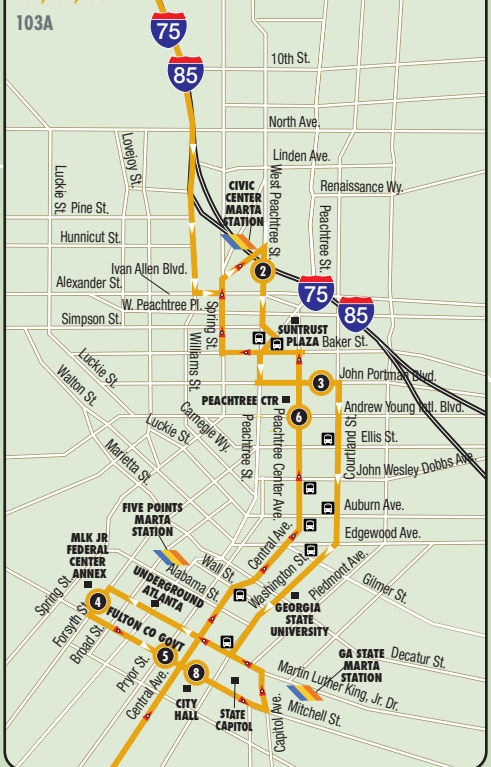 103A
75
85
10th St.
North Ave.
Lovejoy St.
Linden Ave.
Luckie St.
CIVIC
CENTER
MARTA
STATION
West Peachtree St.
Renaissance Wy.
Peachtree St.
Pine St.
Hunnicut St.
Ivan Allen Blvd.
2
Alexander St.
W. Peachtree Pl.
75
85
Simpson St.
Spring St.
SUNTRUST
PLAZA
Baker St.
Williams St.
Luckie St.
Walton St.
3
John Portman Blvd.
PEACHTREE CTR
6
Andrew Young Intl. Blvd.
Carnegie Wy.
Luckie St.
Peachtree St.
Peachtree Center Ave.
Courtland St.
Ellis St.
Marietta St.
John Wesley Dobbs Ave.
FIVE POINTS
MARTA
STATION
Auburn Ave.
Edgewood Ave.
MLK JR
FEDERAL
CENTER
ANNEX
Wall St.
Central Ave.
Alabama St.
Washington St.
Piedmont Ave.
Gilmer St.
UNDERGROUND
ATLANTA
Spring St.
4
Forsyth St.
Broad St.
FULTON CO GOVT
GEORGIA
STATE
UNIVERSITY
5
8
Pryor St.
Central Ave.
CITY
HALL
STATE
CAPITOL
Capitol Ave.
GA STATE
MARTA
STATION
Decatur St.
Martin Luther King, Jr. Dr.
Mitchell St.